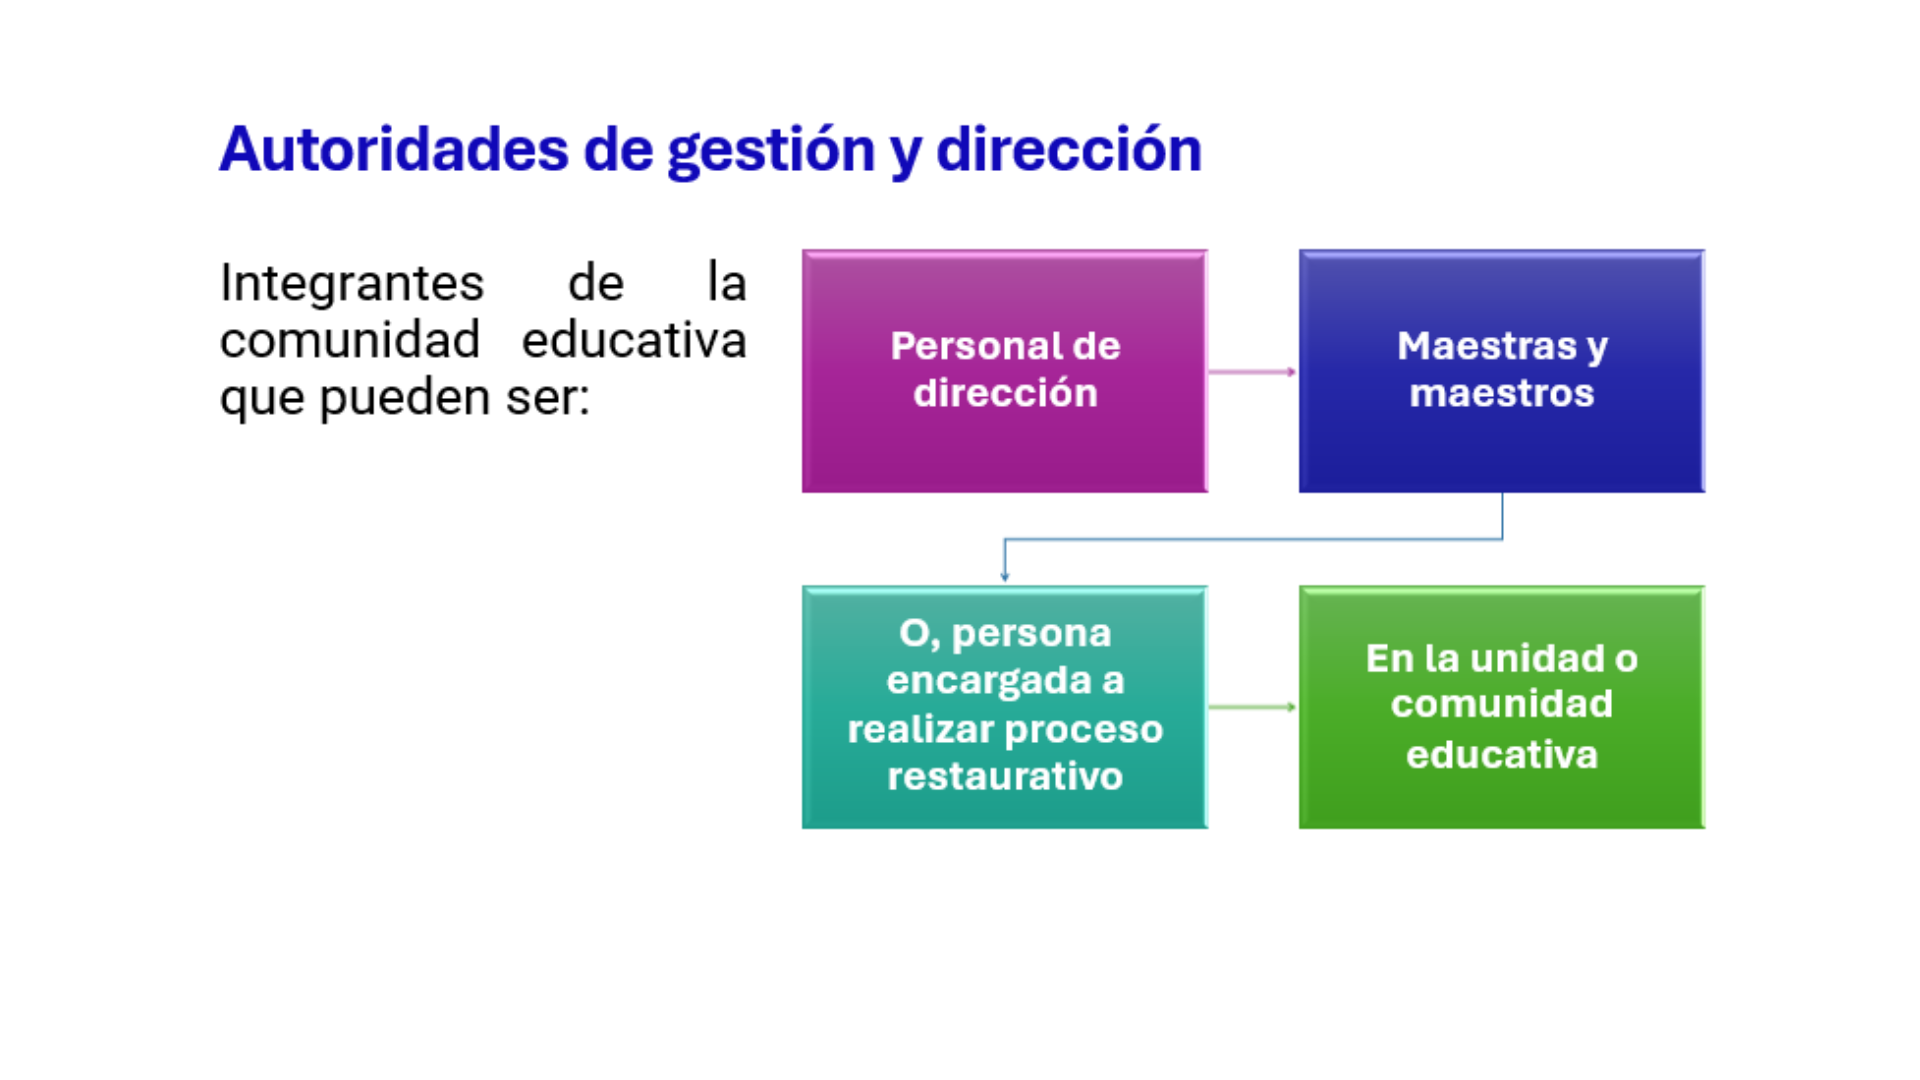 Autoridades de gestión y dirección
Integrantes de la
comunidad educativa
que pueden ser:
Personal de
dirección
Maestras y
maestros
O, persona
encargada a
realizar proceso
restaurativo
En la unidad o
comunidad
educativa